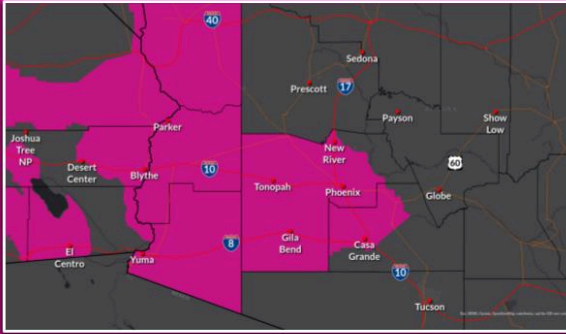 40
Sedona
Prescott
17
Payson
Show
Low
Parker
Joshua
Tree
NP
New
River
60
Desert
Center
Blythe
10
Tonopah
Phoenix
Globe
Gila
Bend
8
Casa
Grande
El
Centro
Yuma
10
Tucson